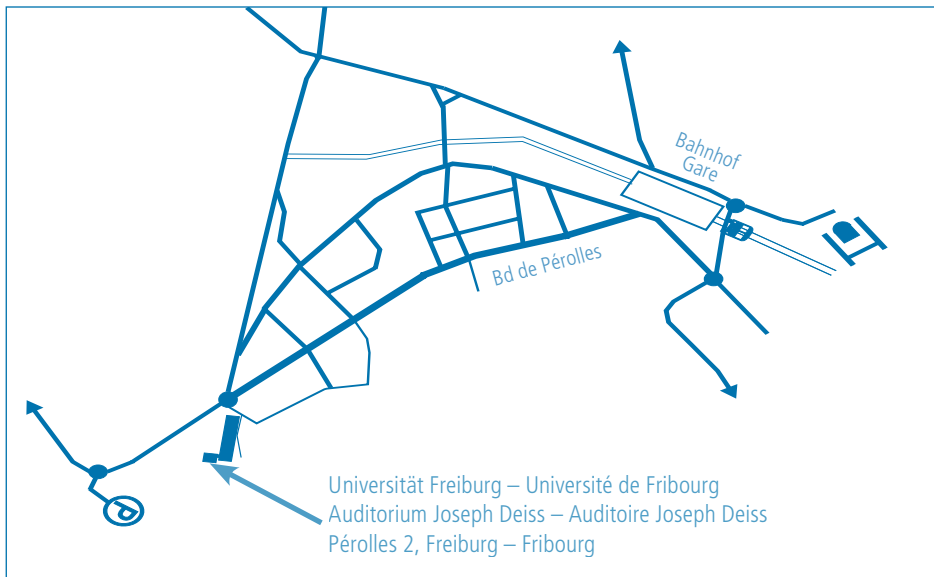 Bahnhof
Gare
Bd de Pérolles
P
Universität Freiburg – Université de Fribourg
Auditorium Joseph Deiss – Auditoire Joseph Deiss
Pérolles 2, Freiburg – Fribourg